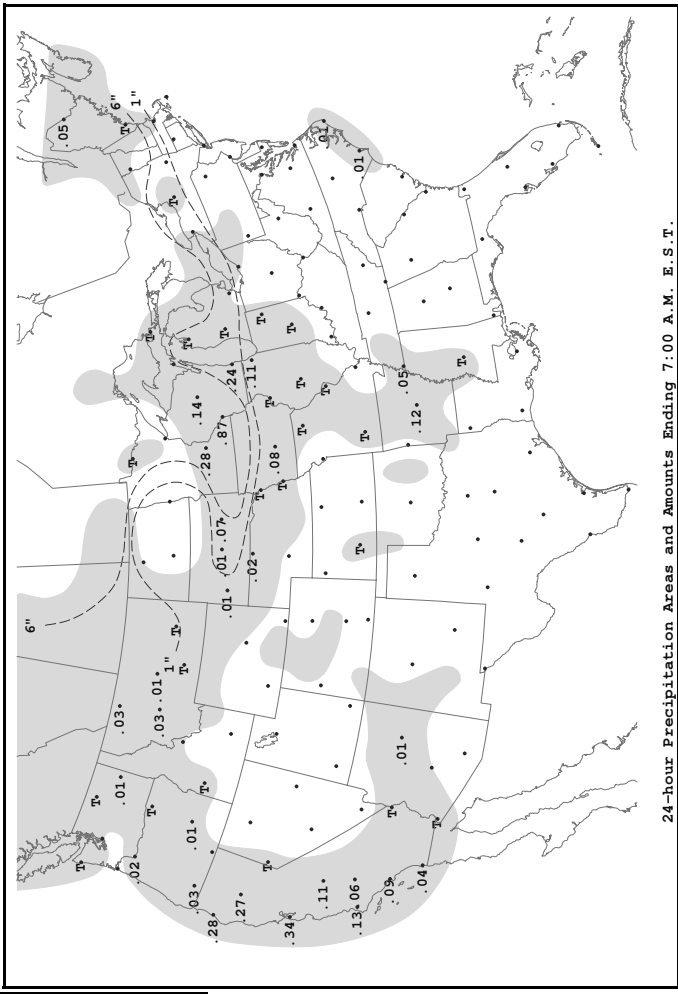 6"
.05
T
T
6"
.01 .03
T
T
.02
1"
T
T
.03 .01
1"
T
T
T
T
.03
.01
.14
T
.28
.28
.01 .07 .87
T
.01
.24
.27
.11
.02
T
T
T
T
.08
T
.34
T
T
T
.11
.01
T
.13 .06
.01
T
T
.09
T
.01
.05
.12
.04
T
T
24-hour Precipitation Areas and Amounts Ending 7:00 A.M. E.S.T.